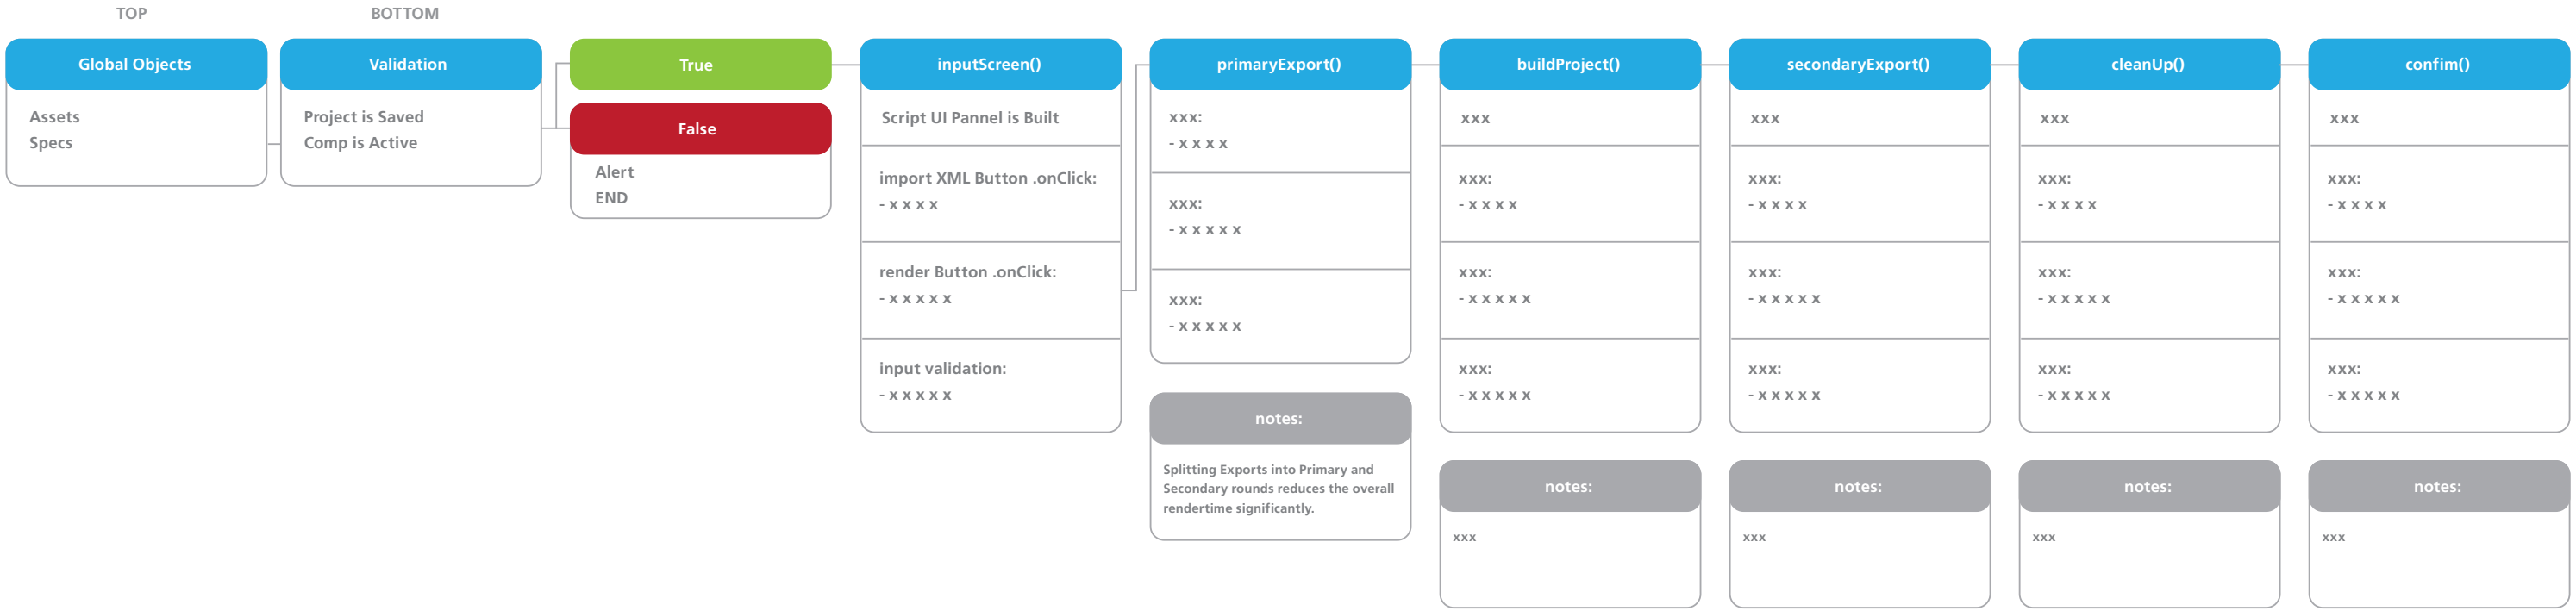 TOP
BOTTOM
Global Objects
Assets
Specs
Validation
Project is Saved
Comp is Active
True
False
Alert
END
inputScreen()
Script UI Pannel is Built
import XML Button .onClick:
- x x x x
render Button .onClick:
- x x x x x
input validation:
- x x x x x
primaryExport()
xxx:
- x x x x
xxx:
- x x x x x
xxx:
- x x x x x
notes:
Splitting Exports into Primary and
Secondary rounds reduces the overall
rendertime significantly.
buildProject()
xxx
xxx:
- x x x x
xxx:
- x x x x x
xxx:
- x x x x x
notes:
xxx
secondaryExport()
xxx
xxx:
- x x x x
xxx:
- x x x x x
xxx:
- x x x x x
notes:
xxx
cleanUp()
xxx
xxx:
- x x x x
xxx:
- x x x x x
xxx:
- x x x x x
notes:
xxx
confim()
xxx
xxx:
- x x x x
xxx:
- x x x x x
xxx:
- x x x x x
notes:
xxx